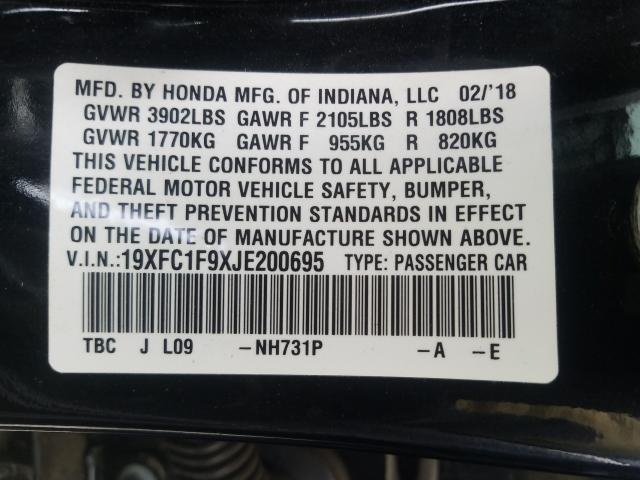 MFD. BY HONDA MFG. OF INDIANA, LLC 02/'18
GVWR 3902LBS GAWR F 2105LBS R 1808LBS
GVWR 1770KG GAWR F 955KG R 820KG
THIS VEHICLE CONFORMS TO ALL APPLICABLE
FEDERAL MOTOR VEHICLE SAFETY, BUMPER,
AND THEFT PREVENTION STANDARDS IN EFFECT
ON THE DATE OF MANUFACTURE SHOWN ABOVE.
V.I.N.:19XFC1F9XJE200695 TYPE: PASSENGER CAR
TBC J L09 -NH731P -A -E